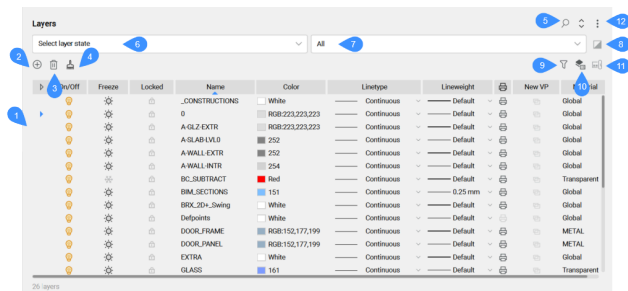 Layers 5 12
Select layer state 6 All 7 8
2 3 4 9 10 11
On/Off Freeze Locked Name Color Linetype Lineweight New VP
1
_CONSTRUCTIONS White Continuous Default Global
0 RGB:223,223,223 Continuous Default Global
A-GLZ-EXTR RGB:223,223,223 Continuous Default Global
A-SLAB-LVL0 252 Continuous Default Global
A-WALL-EXTR 252 Continuous Default Global
A-WALL-INTR 254 Continuous Default Global
BC_SUBTRACT Red Continuous Default Transparent
BIM_SECTIONS 151 Continuous 0.25 mm Global
BRX_2D+_Swing White Continuous Default Global
Defpoints White Continuous Default Global
DOOR_FRAME RGB:152,177,199 Continuous Default METAL
DOOR_PANEL RGB:152,177,199 Continuous Default METAL
EXTRA White Continuous Default Global
GLASS 161 Continuous Default Transparent
26 layers